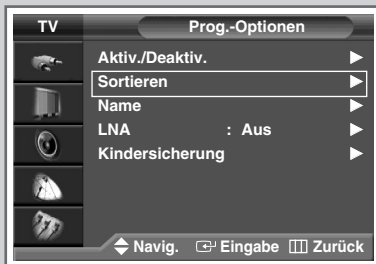 TV
Prog.-Optionen
Aktiv./Deaktiv.
Sortieren
Name
LNA : Aus
Kindersicherung
Navig. Eingabe Zurück